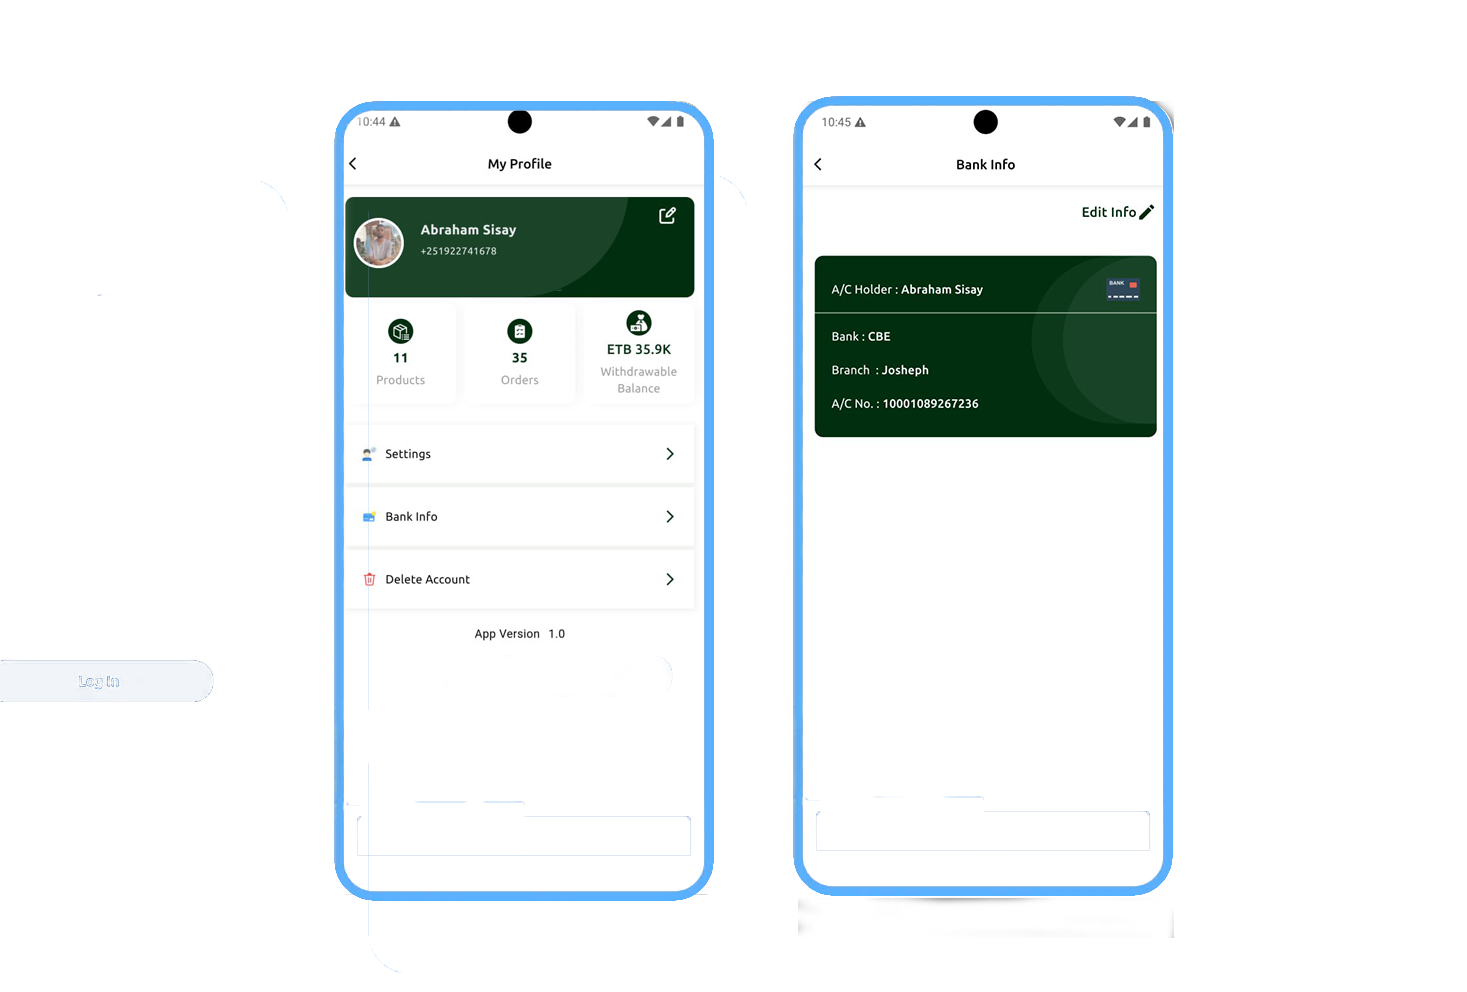 10:44
My Profile
Abraham Sisay
+251922741678
11
Products
35
Orders
ETB 35.9K
Withdrawable
Balance
Settings
Bank Info
Delete Account
App Version 1.0
Log in
10:45
Bank Info
Edit Info
A/C Holder : Abraham Sisay
BANK
Bank : CBE
Branch : Josheph
A/C No. : 10001089267236